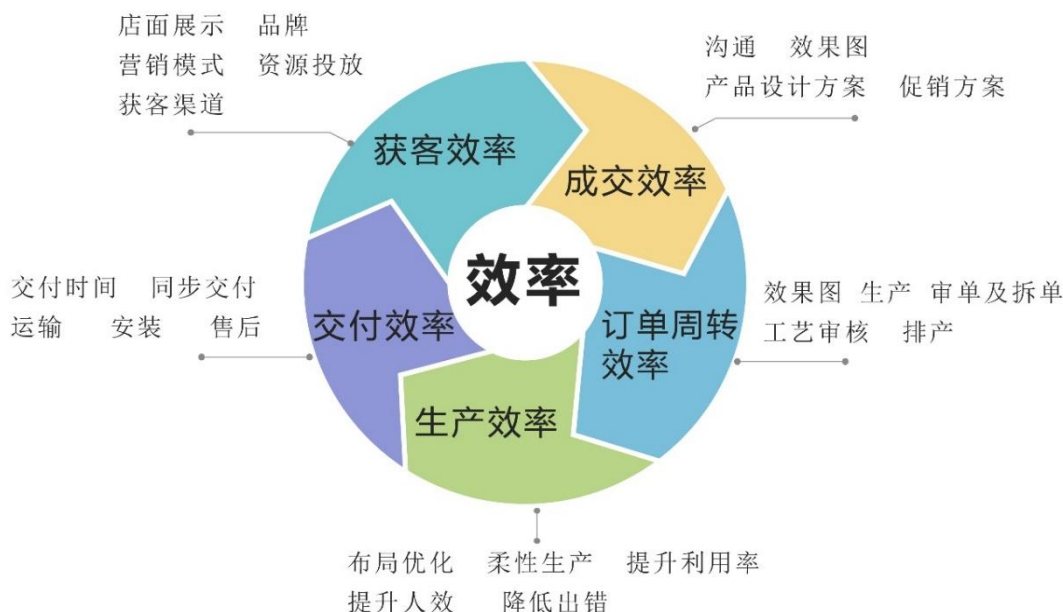 店面展示 品牌
营销模式 资源投放
获客渠道
沟通 效果图
产品设计方案 促销方案
获客效率
成交效率
效率
交付时间 同步交付
运输 安装 售后
交付效率
订单周转
效率
效果图 生产 审单及拆单
工艺审核 排产
生产效率
布局优化 柔性生产 提升利用率
提升人效 降低出错